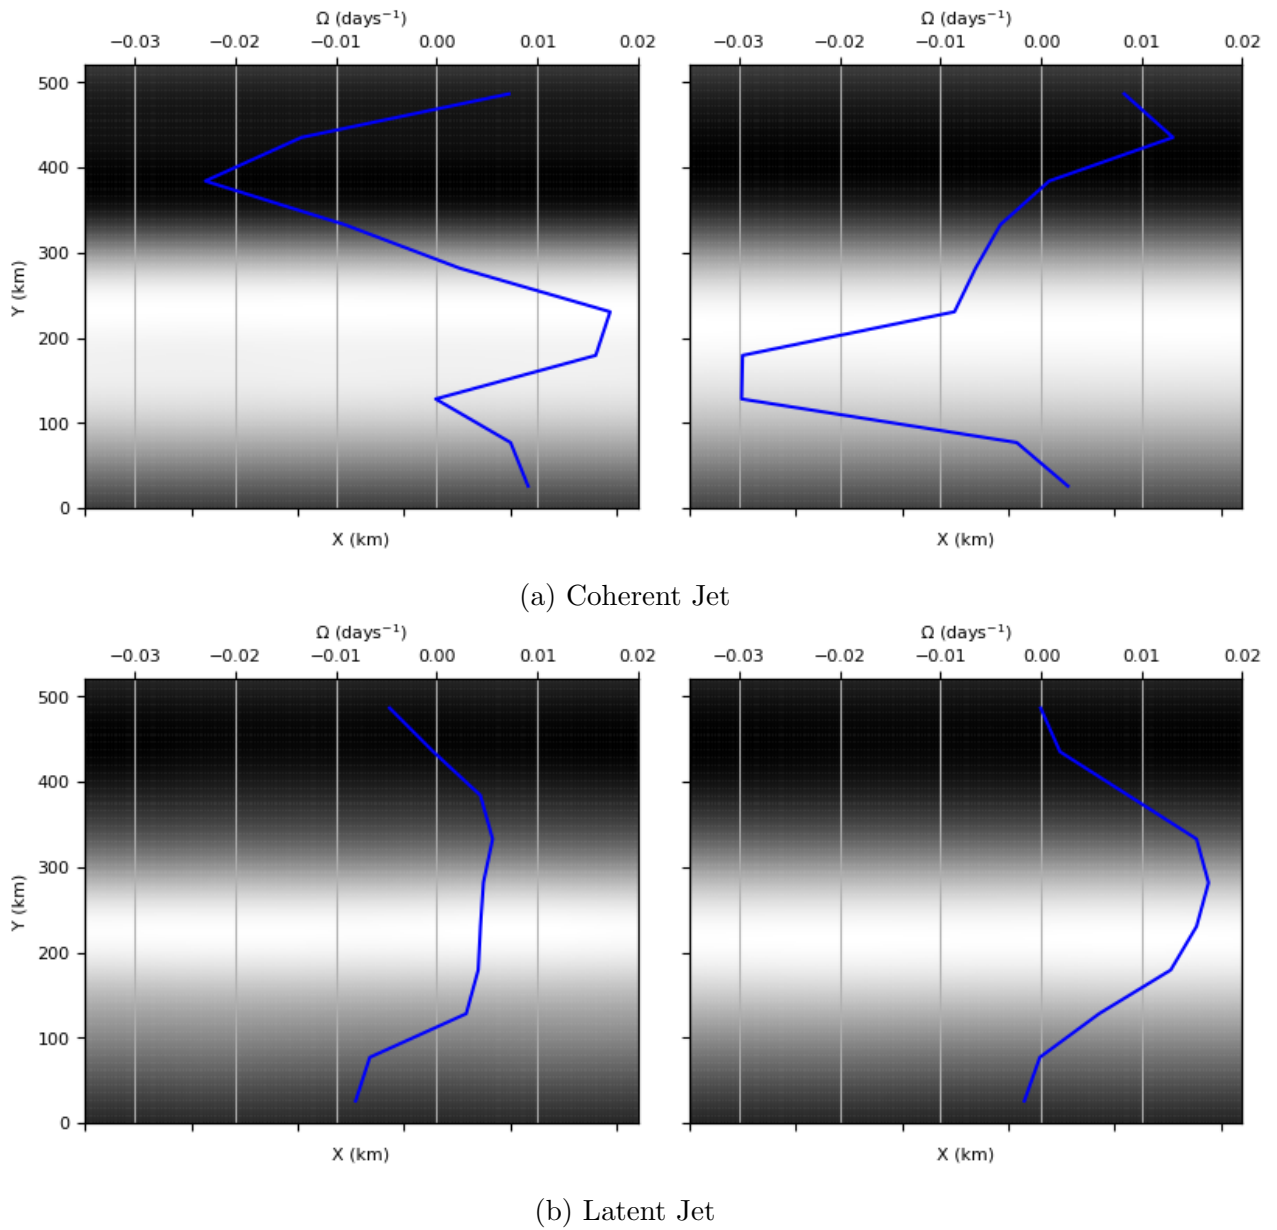 Ω (days⁻¹) Ω (days⁻¹)
−0.03 −0.02 −0.01 0.00 0.01 0.02 −0.03 −0.02 −0.01 0.00 0.01 0.02
500
400
300
Y (km)
200
100
0
X (km) X (km)
(a) Coherent Jet
Ω (days⁻¹) Ω (days⁻¹)
−0.03 −0.02 −0.01 0.00 0.01 0.02 −0.03 −0.02 −0.01 0.00 0.01 0.02
500
400
300
Y (km)
200
100
0
X (km) X (km)
(b) Latent Jet